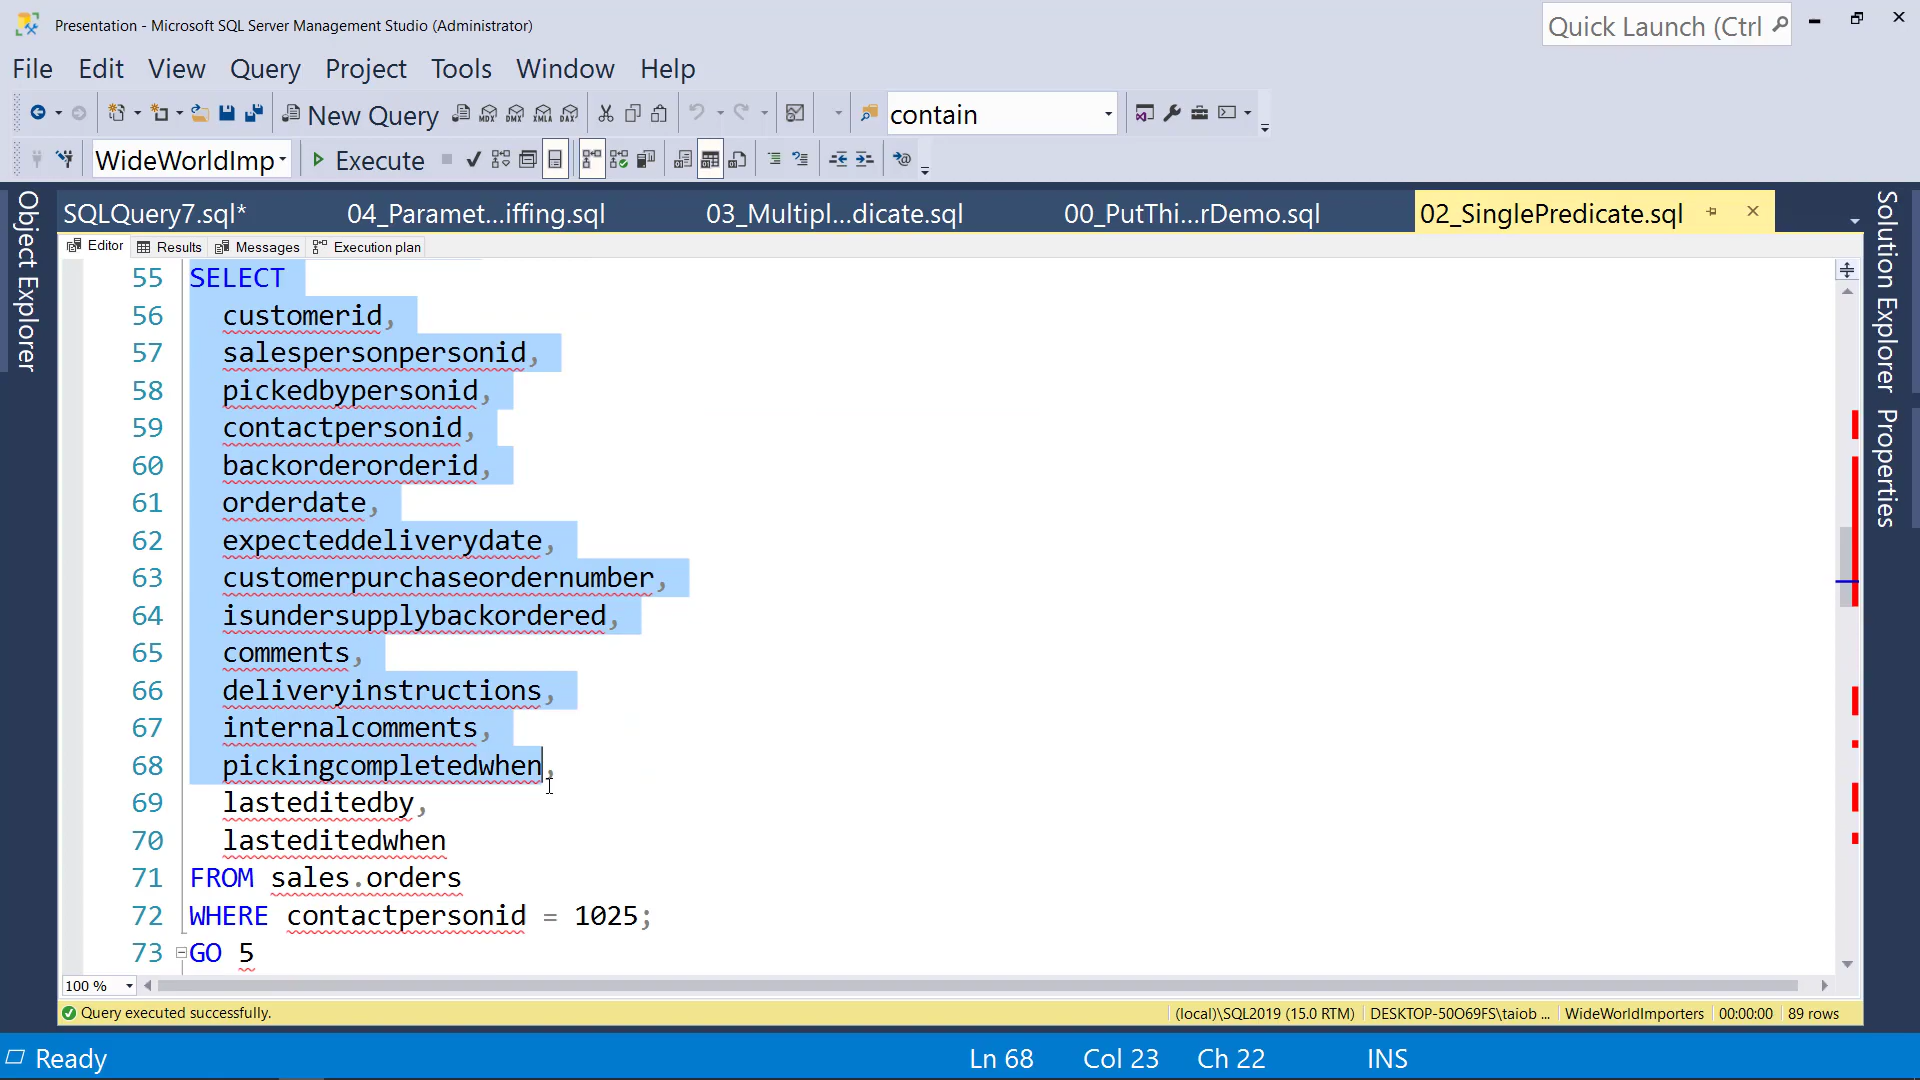 Presentation - Microsoft SQL Server Management Studio (Administrator)
Quick Launch (Ctrl
File Edit View Query Project Tools Window Help
New Query MDX DMX XMLA DAX contain
WideWorldImp Execute
SQLQuery7.sql* 04_Paramet...iffing.sql 03_Multipl...dicate.sql 00_PutThi...rDemo.sql 02_SinglePredicate.sql
Editor Results Messages Execution plan
Object Explorer
55 SELECT
56 customerid,
57 salespersonpersonid,
58 pickedbypersonid,
59 contactpersonid,
60 backorderorderid,
61 orderdate,
62 expecteddeliverydate,
63 customerpurchaseordernumber,
64 isundersupplybackordered,
65 comments,
66 deliveryinstructions,
67 internalcomments,
68 pickingcompletedwhen,
69 lasteditedby,
70 lasteditedwhen
71 FROM sales.orders
72 WHERE contactpersonid = 1025;
73 GO 5
Solution Explorer
Properties
100 %
Query executed successfully. (local)\SQL2019 (15.0 RTM) DESKTOP-50O69FS\taiob ... WideWorldImporters 00:00:00 89 rows
Ready Ln 68 Col 23 Ch 22 INS